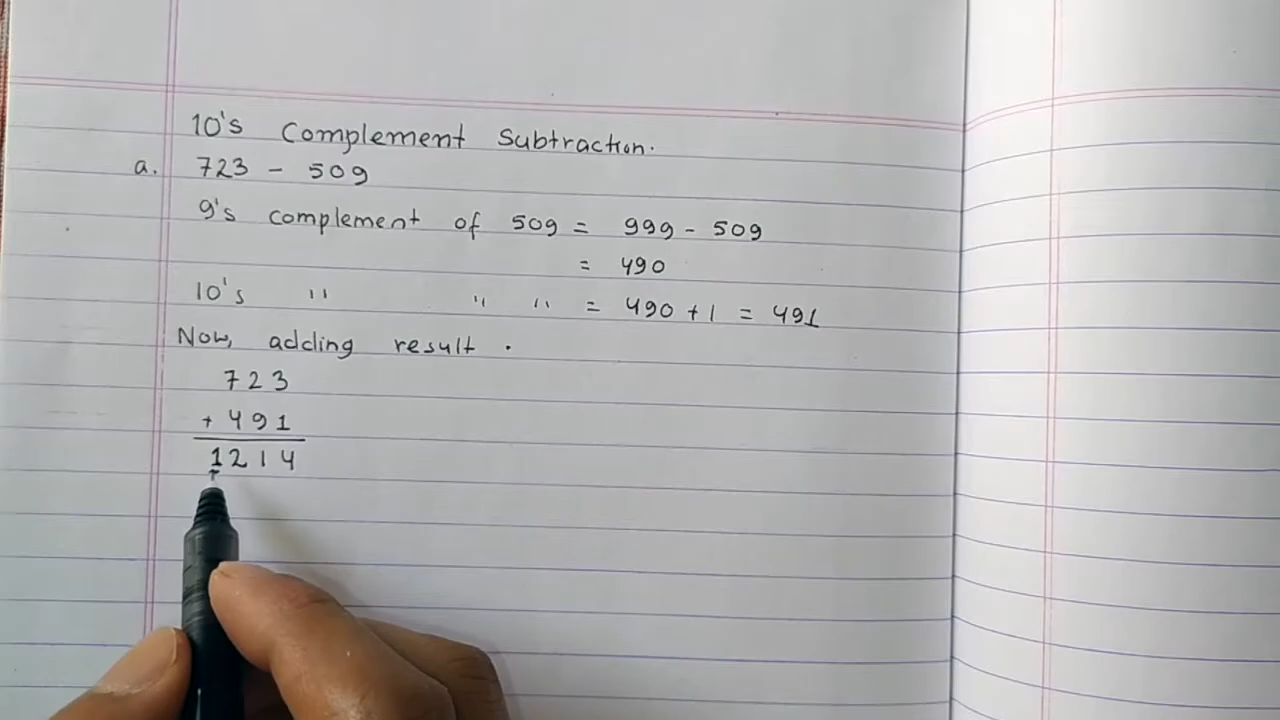 10's Complement Subtraction.
a. 723 - 509
9's complement of 509 = 999 - 509
= 490
10's " " " = 490 + 1 = 491
Now, adding result.
723
+ 491
1214